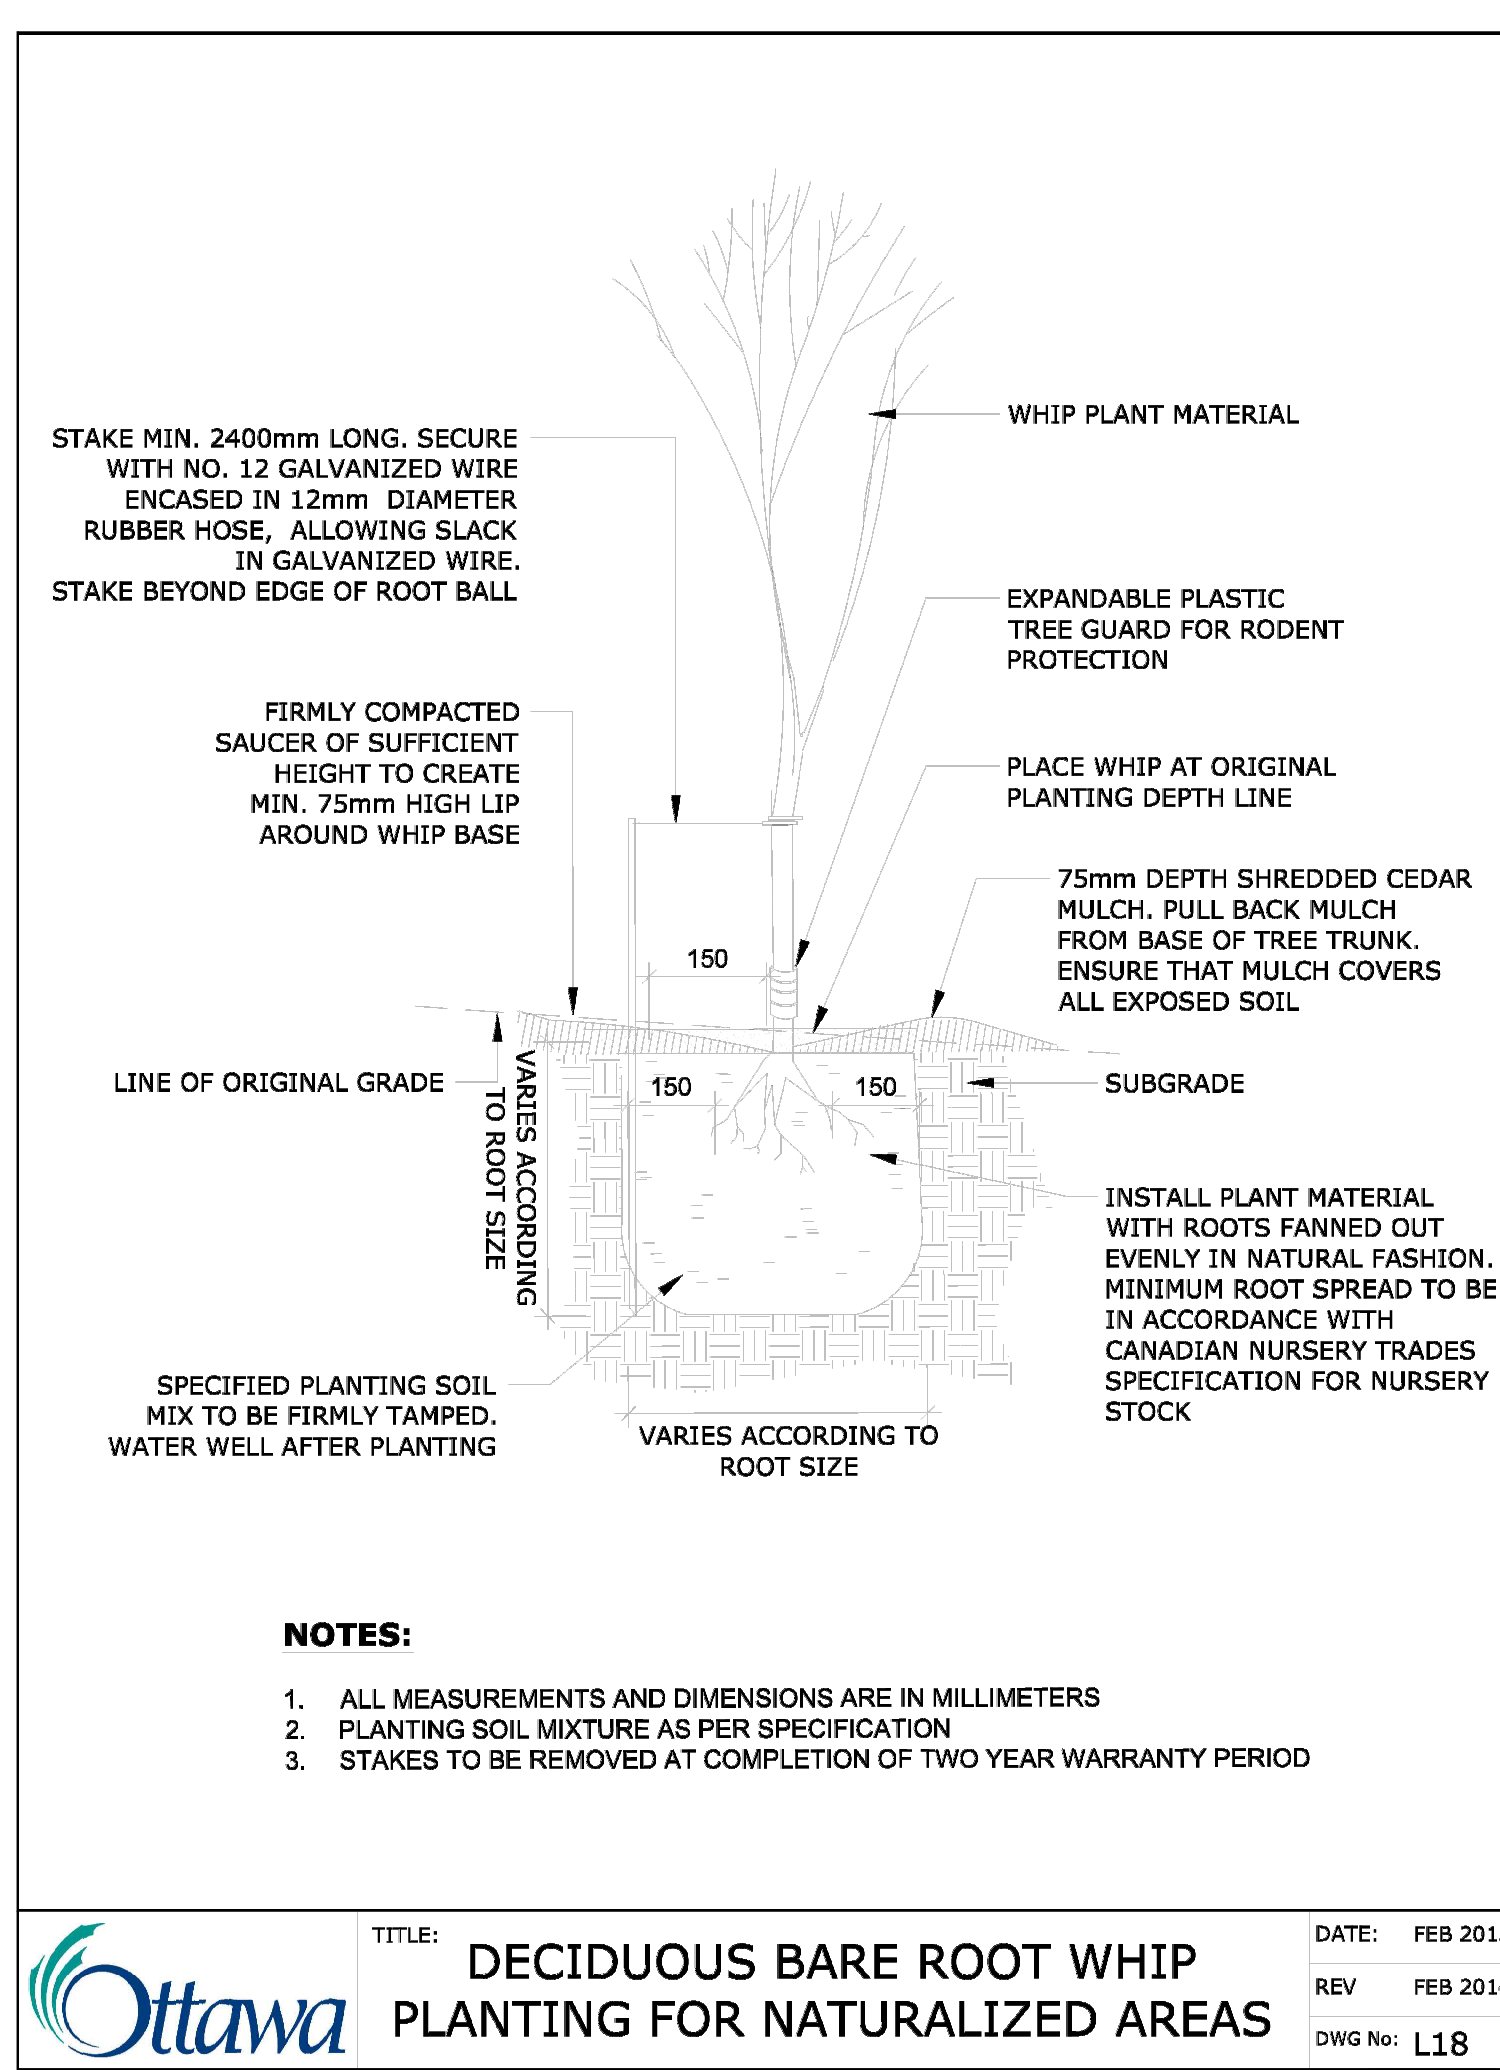 STAKE MIN. 2400mm LONG. SECURE
WITH NO. 12 GALVANIZED WIRE
ENCASED IN 12mm DIAMETER
RUBBER HOSE, ALLOWING SLACK
IN GALVANIZED WIRE.
STAKE BEYOND EDGE OF ROOT BALL
WHIP PLANT MATERIAL
EXPANDABLE PLASTIC
TREE GUARD FOR RODENT
PROTECTION
FIRMLY COMPACTED
SAUCER OF SUFFICIENT
HEIGHT TO CREATE
MIN. 75mm HIGH LIP
AROUND WHIP BASE
PLACE WHIP AT ORIGINAL
PLANTING DEPTH LINE
75mm DEPTH SHREDDED CEDAR
MULCH. PULL BACK MULCH
FROM BASE OF TREE TRUNK.
ENSURE THAT MULCH COVERS
ALL EXPOSED SOIL
150
LINE OF ORIGINAL GRADE
VARIES ACCORDING
TO ROOT SIZE
150
150
SUBGRADE
INSTALL PLANT MATERIAL
WITH ROOTS FANNED OUT
EVENLY IN NATURAL FASHION.
MINIMUM ROOT SPREAD TO BE
IN ACCORDANCE WITH
CANADIAN NURSERY TRADES
SPECIFICATION FOR NURSERY
STOCK
SPECIFIED PLANTING SOIL
MIX TO BE FIRMLY TAMPED.
WATER WELL AFTER PLANTING
VARIES ACCORDING TO
ROOT SIZE
NOTES:
1. ALL MEASUREMENTS AND DIMENSIONS ARE IN MILLIMETERS
2. PLANTING SOIL MIXTURE AS PER SPECIFICATION
3. STAKES TO BE REMOVED AT COMPLETION OF TWO YEAR WARRANTY PERIOD
Ottawa
TITLE:
DECIDUOUS BARE ROOT WHIP
PLANTING FOR NATURALIZED AREAS
DATE: FEB
REV FEB
DWG No: L18